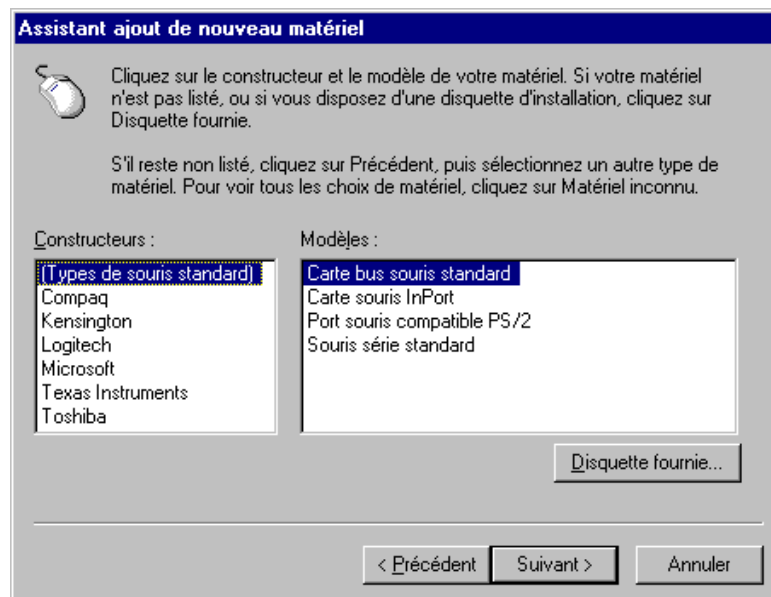 Assistant ajout de nouveau matériel
Cliquez sur le constructeur et le modèle de votre matériel. Si votre matériel
n'est pas listé, ou si vous disposez d'une disquette d'installation, cliquez sur
Disquette fournie.
S'il reste non listé, cliquez sur Précédent, puis sélectionnez un autre type de
matériel. Pour voir tous les choix de matériel, cliquez sur Matériel inconnu.
Constructeurs :
(Types de souris standard)
Compaq
Kensington
Logitech
Microsoft
Texas Instruments
Toshiba
Modèles :
Carte bus souris standard
Carte souris InPort
Port souris compatible PS/2
Souris série standard
Disquette fournie...
< Précédent
Suivant >
Annuler